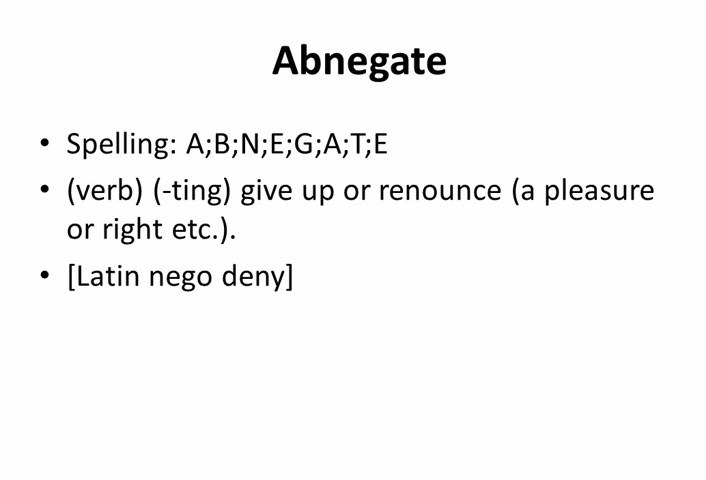 Abnegate
• Spelling: A;B;N;E;G;A;T;E
• (verb) (-ting) give up or renounce (a pleasure
or right etc.).
• [Latin nego deny]